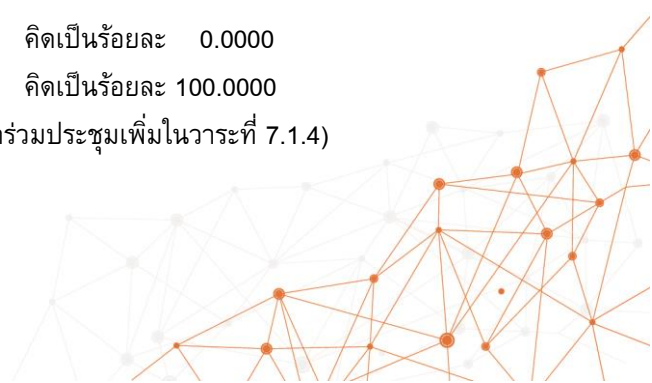 คิดเป็นร้อยละ 0.0000
คิดเป็นร้อยละ 100.0000
ร่วมประชุมเพิ่มในวาระที่ 7.1.4)